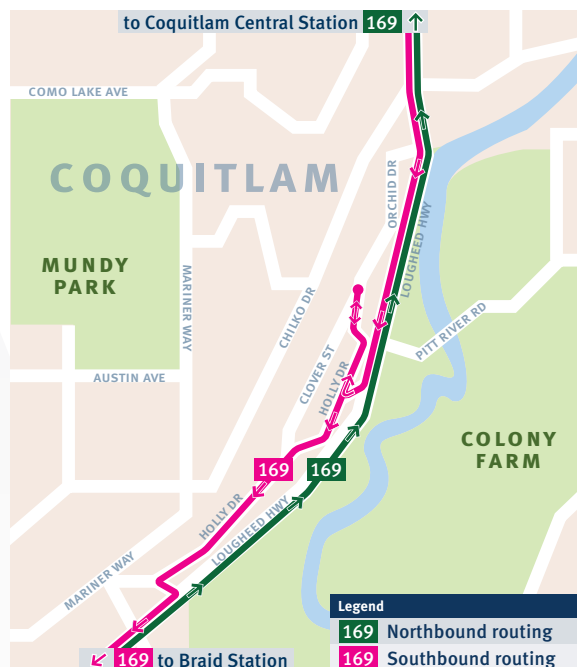 to Coquitlam Central Station 169
COMO LAKE AVE
COQUITLAM
ORCHID DR
LOUGHEED HWY
MUNDY
PARK
MARINER WAY
CHILKO DR
PITT RIVER RD
CLOVER ST
HOLLY DR
AUSTIN AVE
COLONY
FARM
169
169
HOLLY DR
LOUGHEED HWY
MARINER WAY
Legend
169 Northbound routing
169 Southbound routing
169 to Braid Station